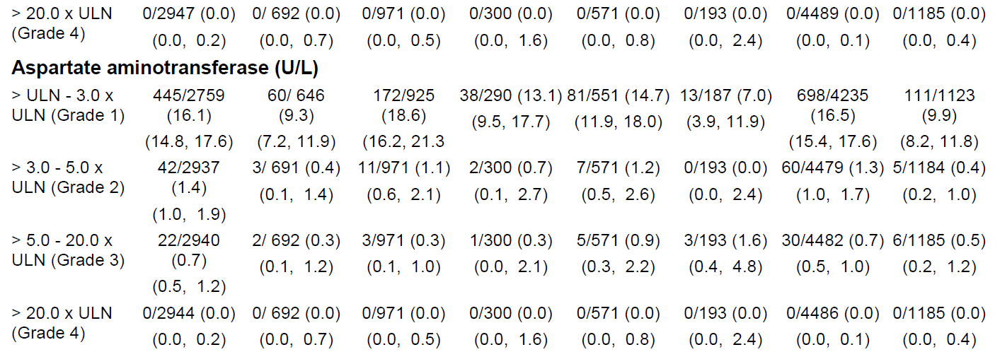 > 20.0 x ULN 0/2947 (0.0) 0/ 692 (0.0) 0/971 (0.0) 0/300 (0.0) 0/571 (0.0) 0/193 (0.0) 0/4489 (0.0) 0/1185 (0.0)
(Grade 4) (0.0, 0.2) (0.0, 0.7) (0.0, 0.5) (0.0, 1.6) (0.0, 0.8) (0.0, 2.4) (0.0, 0.1) (0.0, 0.4)
Aspartate aminotransferase (U/L)
> ULN - 3.0 x 445/2759 60/ 646 172/925 38/290 (13.1) 81/551 (14.7) 13/187 (7.0) 698/4235 111/1123
ULN (Grade 1) (16.1) (9.3) (18.6) (9.5, 17.7) (11.9, 18.0) (3.9, 11.9) (16.5) (9.9)
(14.8, 17.6) (7.2, 11.9) (16.2, 21.3 (15.4, 17.6) (8.2, 11.8)
> 3.0 - 5.0 x 42/2937 3/ 691 (0.4) 11/971 (1.1) 2/300 (0.7) 7/571 (1.2) 0/193 (0.0) 60/4479 (1.3) 5/1184 (0.4)
ULN (Grade 2) (1.4) (0.1, 1.4) (0.6, 2.1) (0.1, 2.7) (0.5, 2.6) (0.0, 2.4) (1.0, 1.7) (0.2, 1.0)
(1.0, 1.9)
> 5.0 - 20.0 x 22/2940 2/ 692 (0.3) 3/971 (0.3) 1/300 (0.3) 5/571 (0.9) 3/193 (1.6) 30/4482 (0.7) 6/1185 (0.5)
ULN (Grade 3) (0.7) (0.1, 1.2) (0.1, 1.0) (0.0, 2.1) (0.3, 2.2) (0.4, 4.8) (0.5, 1.0) (0.2, 1.2)
(0.5, 1.2)
> 20.0 x ULN 0/2944 (0.0) 0/ 692 (0.0) 0/971 (0.0) 0/300 (0.0) 0/571 (0.0) 0/193 (0.0) 0/4486 (0.0) 0/1185 (0.0)
(Grade 4) (0.0, 0.2) (0.0, 0.7) (0.0, 0.5) (0.0, 1.6) (0.0, 0.8) (0.0, 2.4) (0.0, 0.1) (0.0, 0.4)